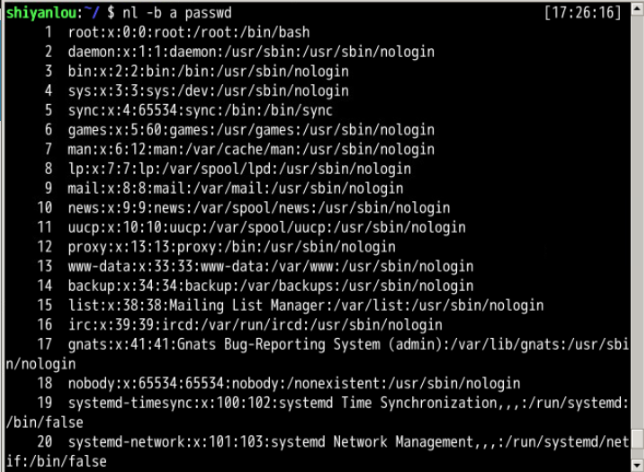 shiyanlou:~/ $ nl -b a passwd [17:26:16]
1 root:x:0:0:root:/root:/bin/bash
2 daemon:x:1:1:daemon:/usr/sbin:/usr/sbin/nologin
3 bin:x:2:2:bin:/bin:/usr/sbin/nologin
4 sys:x:3:3:sys:/dev:/usr/sbin/nologin
5 sync:x:4:65534:sync:/bin:/bin/sync
6 games:x:5:60:games:/usr/games:/usr/sbin/nologin
7 man:x:6:12:man:/var/cache/man:/usr/sbin/nologin
8 lp:x:7:7:lp:/var/spool/lpd:/usr/sbin/nologin
9 mail:x:8:8:mail:/var/mail:/usr/sbin/nologin
10 news:x:9:9:news:/var/spool/news:/usr/sbin/nologin
11 uucp:x:10:10:uucp:/var/spool/uucp:/usr/sbin/nologin
12 proxy:x:13:13:proxy:/bin:/usr/sbin/nologin
13 www-data:x:33:33:www-data:/var/www:/usr/sbin/nologin
14 backup:x:34:34:backup:/var/backups:/usr/sbin/nologin
15 list:x:38:38:Mailing List Manager:/var/list:/usr/sbin/nologin
16 irc:x:39:39:ircd:/var/run/ircd:/usr/sbin/nologin
17 gnats:x:41:41:Gnats Bug-Reporting System (admin):/var/lib/gnats:/usr/sbi
n/nologin
18 nobody:x:65534:65534:nobody:/nonexistent:/usr/sbin/nologin
19 systemd-timesync:x:100:102:systemd Time Synchronization,,,:/run/systemd:
/bin/false
20 systemd-network:x:101:103:systemd Network Management,,,:/run/systemd/net
if:/bin/false